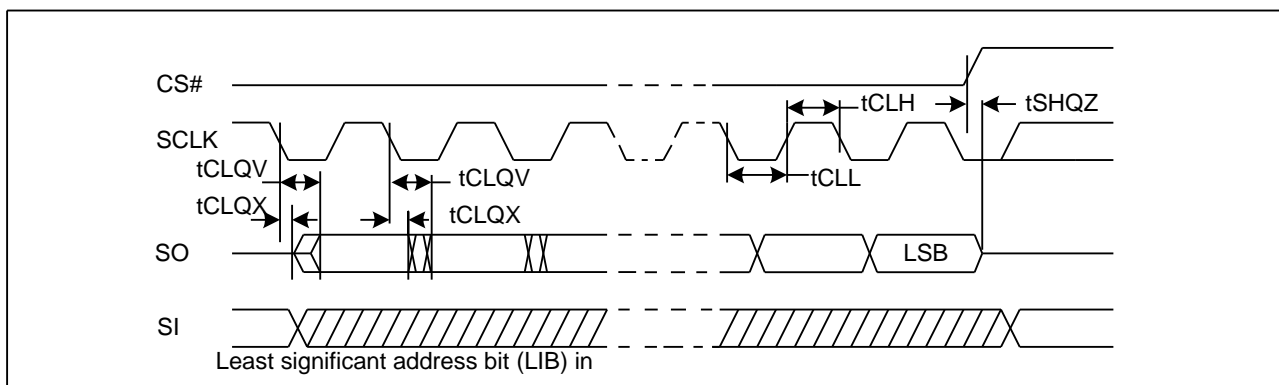 CS#
tCLH
tSHQZ
SCLK
tCLQV
tCLQV
tCLL
tCLQX
tCLQX
SO
LSB
SI
Least significant address bit (LIB) in